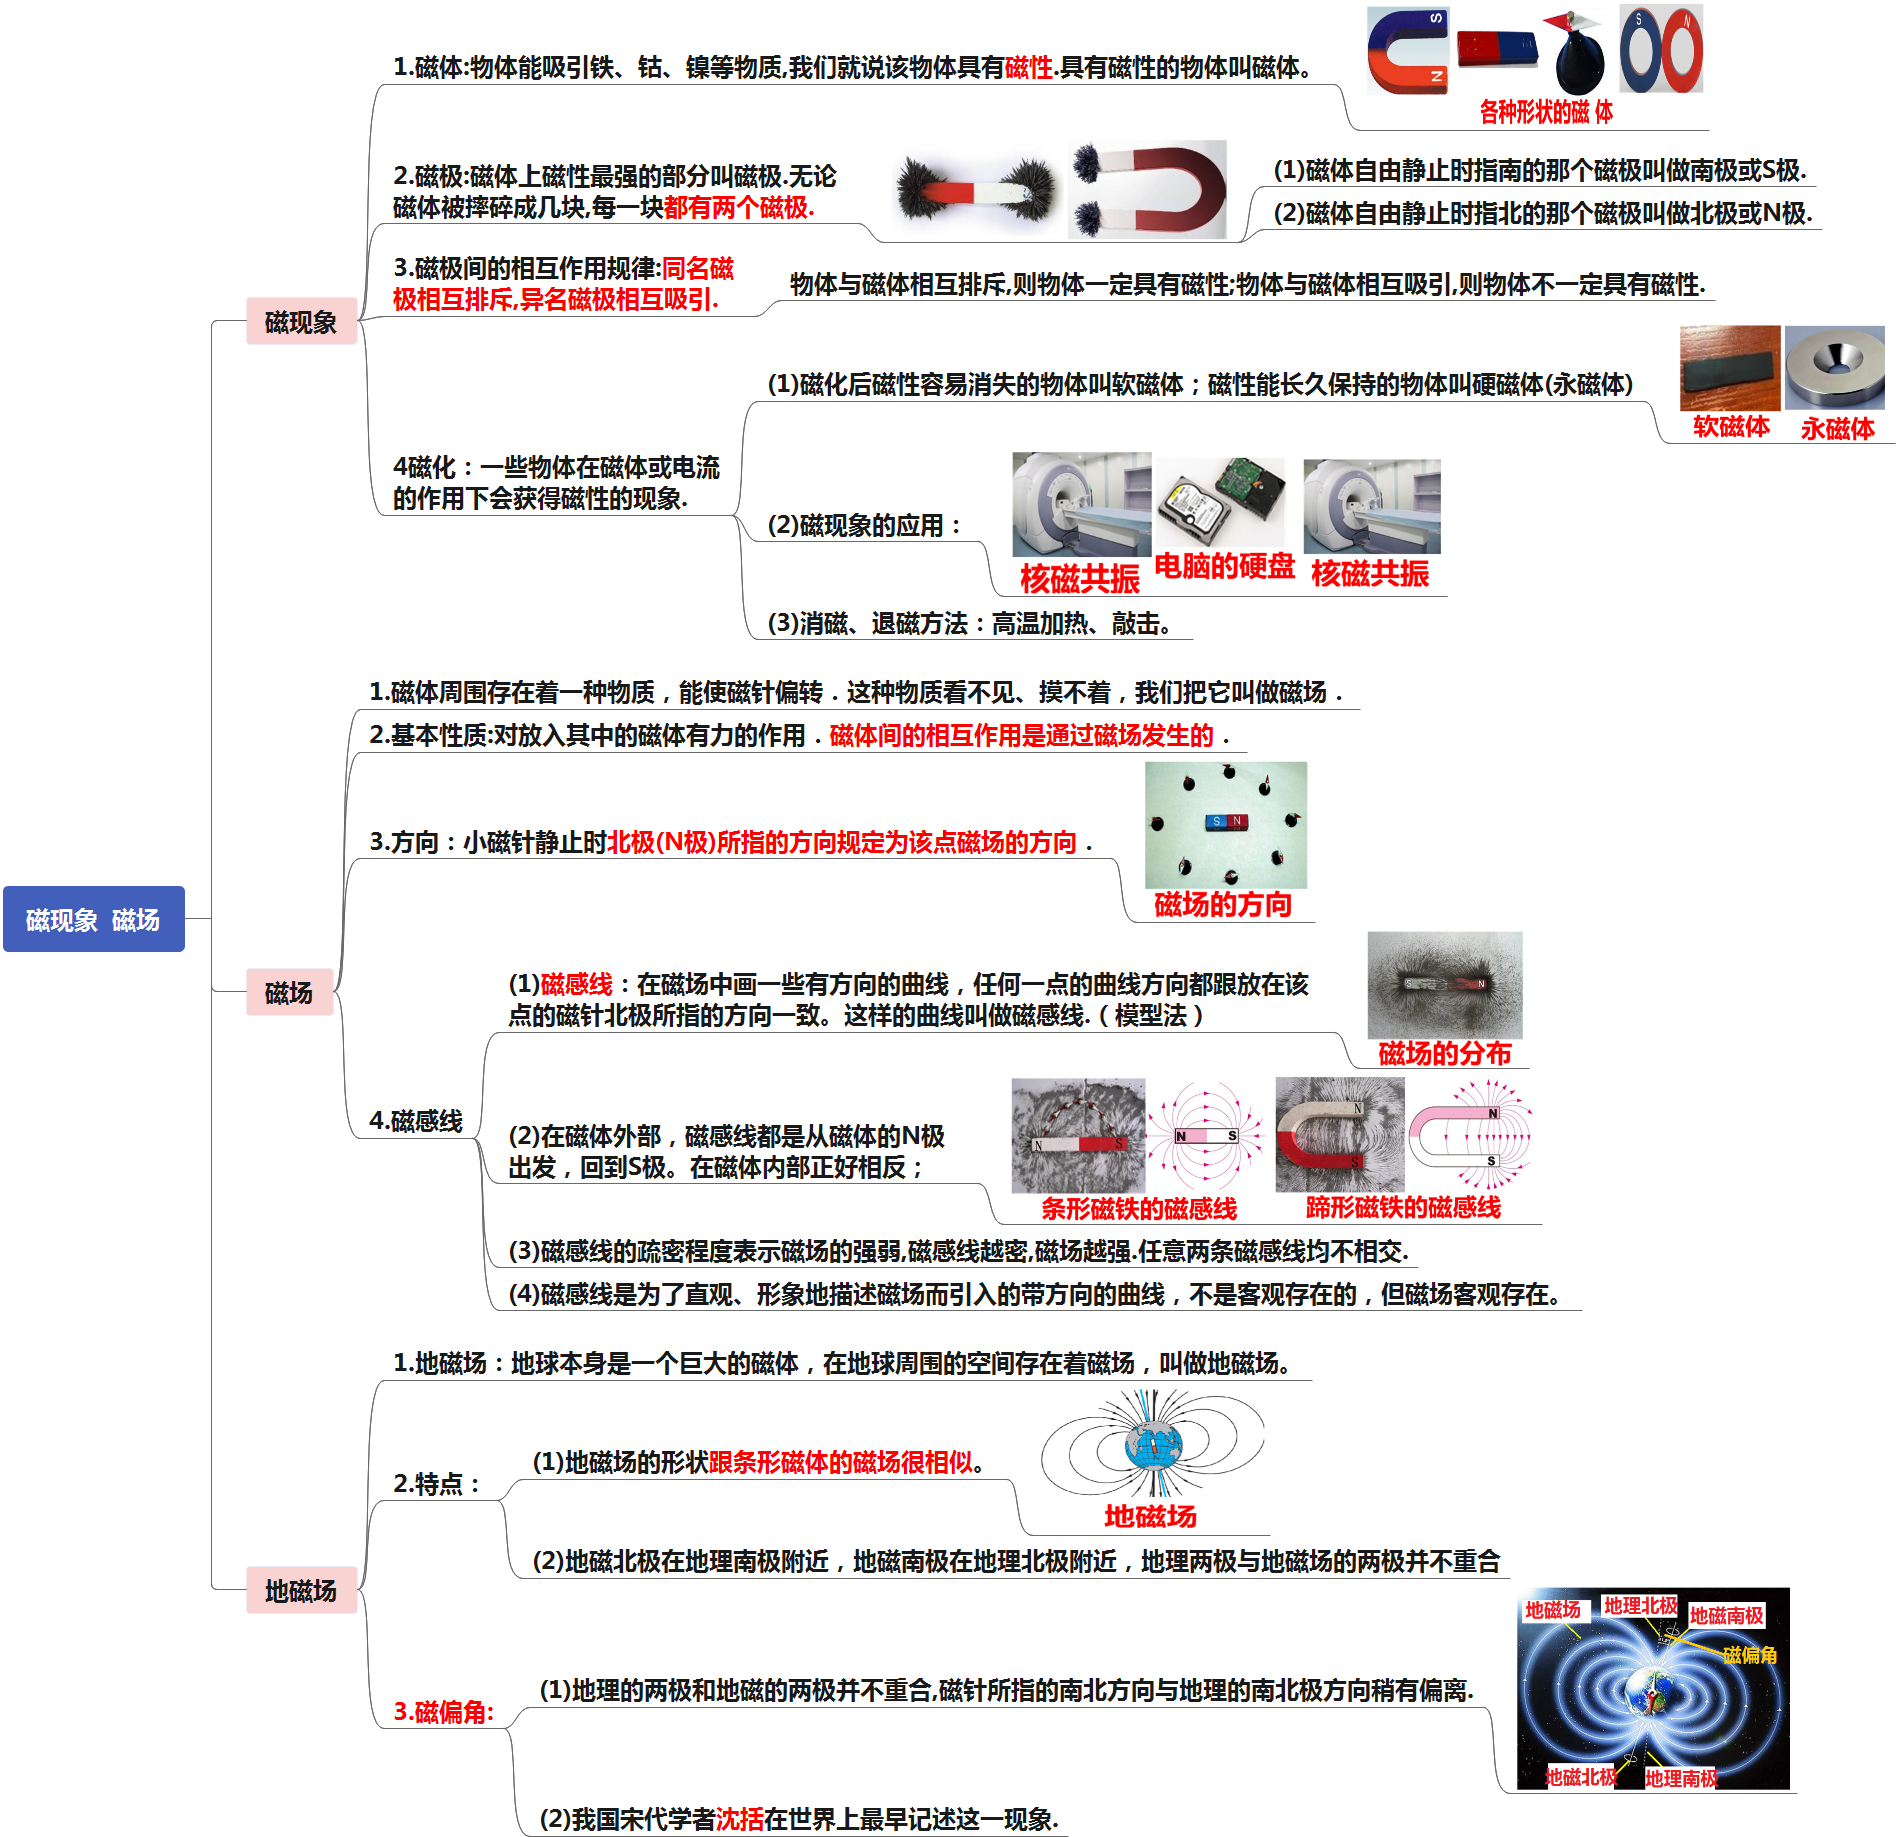 1.磁体:物体能吸引铁、钴、镍等物质,我们就说该物体具有磁性.具有磁性的物体叫磁体。
S
N
S
N
各种形状的磁 体
2.磁极:磁体上磁性最强的部分叫磁极.无论
磁体被摔碎成几块,每一块都有两个磁极.
(1)磁体自由静止时指南的那个磁极叫做南极或S极.
(2)磁体自由静止时指北的那个磁极叫做北极或N极.
3.磁极间的相互作用规律:同名磁
极相互排斥,异名磁极相互吸引.
物体与磁体相互排斥,则物体一定具有磁性;物体与磁体相互吸引,则物体不一定具有磁性.
磁现象
(1)磁化后磁性容易消失的物体叫软磁体；磁性能长久保持的物体叫硬磁体(永磁体)
软磁体
永磁体
4磁化：一些物体在磁体或电流
的作用下会获得磁性的现象.
(2)磁现象的应用：
核磁共振
电脑的硬盘
核磁共振
(3)消磁、退磁方法：高温加热、敲击。
1.磁体周围存在着一种物质，能使磁针偏转．这种物质看不见、摸不着，我们把它叫做磁场．
2.基本性质:对放入其中的磁体有力的作用．磁体间的相互作用是通过磁场发生的．
3.方向：小磁针静止时北极(N极)所指的方向规定为该点磁场的方向．
S N
磁场的方向
磁现象 磁场
磁场
(1)磁感线：在磁场中画一些有方向的曲线，任何一点的曲线方向都跟放在该
点的磁针北极所指的方向一致。这样的曲线叫做磁感线.（模型法）
S N
磁场的分布
4.磁感线
(2)在磁体外部，磁感线都是从磁体的N极
出发，回到S极。在磁体内部正好相反；
N S
N S
N
S
N
S
条形磁铁的磁感线
蹄形磁铁的磁感线
(3)磁感线的疏密程度表示磁场的强弱,磁感线越密,磁场越强.任意两条磁感线均不相交.
(4)磁感线是为了直观、形象地描述磁场而引入的带方向的曲线，不是客观存在的，但磁场客观存在。
1.地磁场：地球本身是一个巨大的磁体，在地球周围的空间存在着磁场，叫做地磁场。
2.特点：
(1)地磁场的形状跟条形磁体的磁场很相似。
地磁场
(2)地磁北极在地理南极附近，地磁南极在地理北极附近，地理两极与地磁场的两极并不重合
地磁场
3.磁偏角:
(1)地理的两极和地磁的两极并不重合,磁针所指的南北方向与地理的南北极方向稍有偏离.
地磁场
地理北极
地磁南极
磁偏角
地磁北极
地理南极
(2)我国宋代学者沈括在世界上最早记述这一现象.